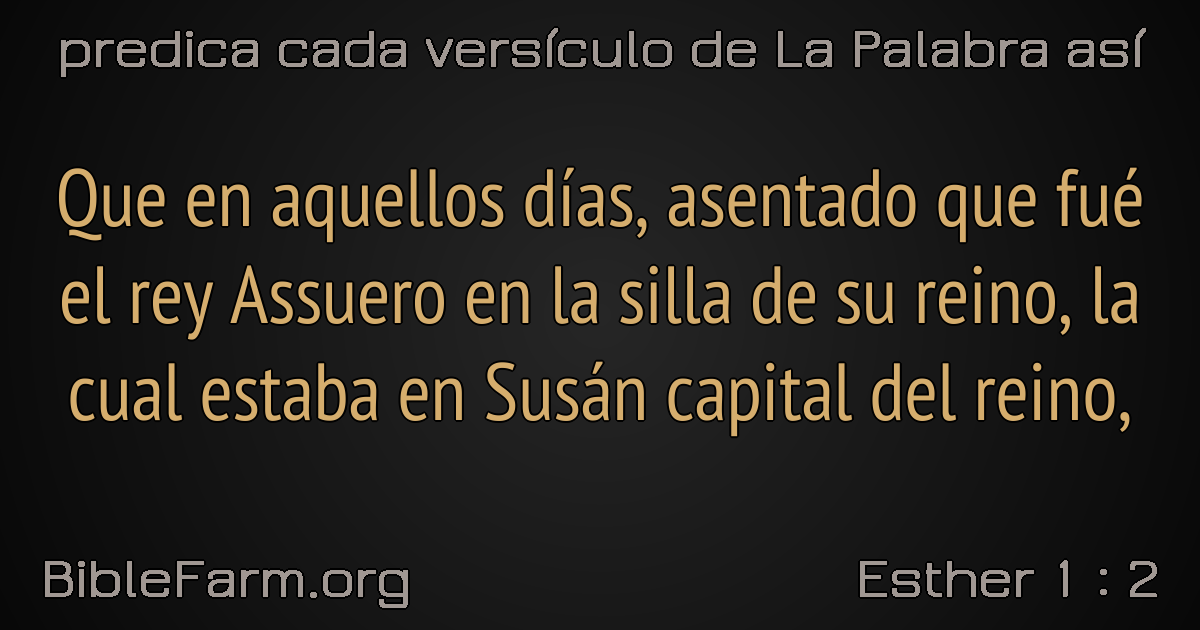 predica cada versículo de La Palabra así
Que en aquellos días, asentado que fué
el rey Assuero en la silla de su reino, la
cual estaba en Susán capital del reino,
BibleFarm.org
Esther 1 : 2